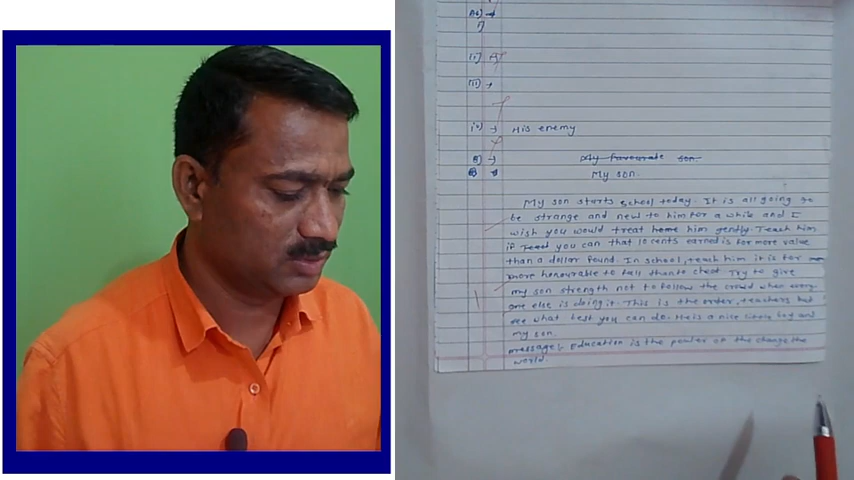 A4) →
i)
ii) →
iii) →
iv) → His enemy
B) → My favourate son.
My son.
My son starts school today. It is all going to
be strange and new to him for a while and I
wish you would treat home him gently. Teach him
if you can that 10 cents earned is for more value
than a dollar found. In school, teach him it is for
more honourable to fall than to cheat Try to give
my son strength not to follow the crowd when every
one else is doing it. This is the order, teachers but
see what best you can do. He is a nice little boy and
my son.
message:- Education is the power of the change the
world.